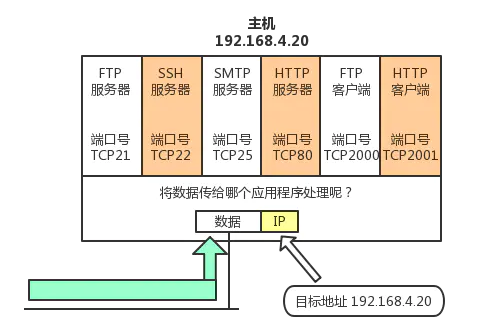 主机
192.168.4.20
FTP
服务器
端口号
TCP21
SSH
服务器
端口号
TCP22
SMTP
服务器
端口号
TCP25
HTTP
服务器
端口号
TCP80
FTP
客户端
端口号
TCP2000
HTTP
客户端
端口号
TCP2001
将数据传给哪个应用程序处理呢？
数据
IP
目标地址 192.168.4.20